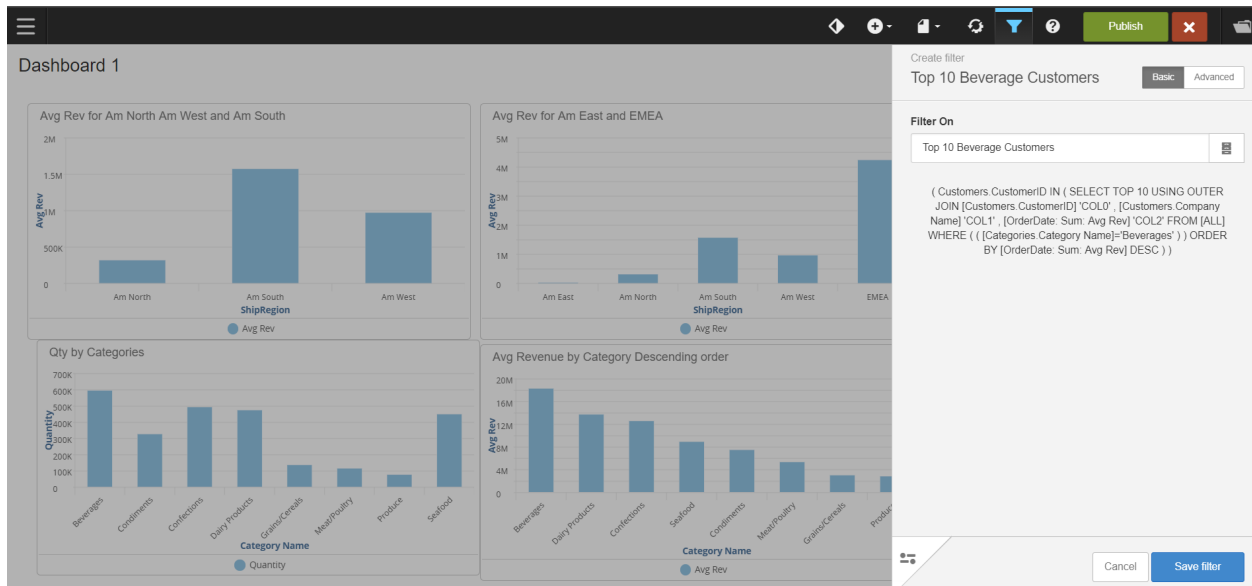 Publish
Dashboard 1
Create filter
Top 10 Beverage Customers
Basic
Advanced
Filter On
Top 10 Beverage Customers
( Customers.CustomerID IN ( SELECT TOP 10 USING OUTER
JOIN [Customers.CustomerID] 'COL0' , [Customers.Company
Name] 'COL1' , [OrderDate: Sum: Avg Rev] 'COL2' FROM [ALL]
WHERE ( ( [Categories.Category Name]='Beverages' ) ) ORDER
BY [OrderDate: Sum: Avg Rev] DESC ) )
Avg Rev for Am North Am West and Am South
2M
1.5M
1M
500K
0
Avg Rev
Am North
Am South
Am West
ShipRegion
Avg Rev
Avg Rev for Am East and EMEA
5M
4M
3M
2M
1M
0
Avg Rev
Am East
Am North
Am South
Am West
EMEA
ShipRegion
Avg Rev
Qty by Categories
700K
600K
500K
400K
300K
200K
100K
0
Quantity
Beverages
Condiments
Confections
Dairy Products
Grains/Cereals
Meat/Poultry
Produce
Seafood
Category Name
Quantity
Avg Revenue by Category Descending order
20M
16M
12M
8M
4M
0
Avg Rev
Beverages
Dairy Products
Confections
Seafood
Condiments
Meat/Poultry
Grains/Cereals
Produc
Category Name
Avg Rev
Cancel
Save filter